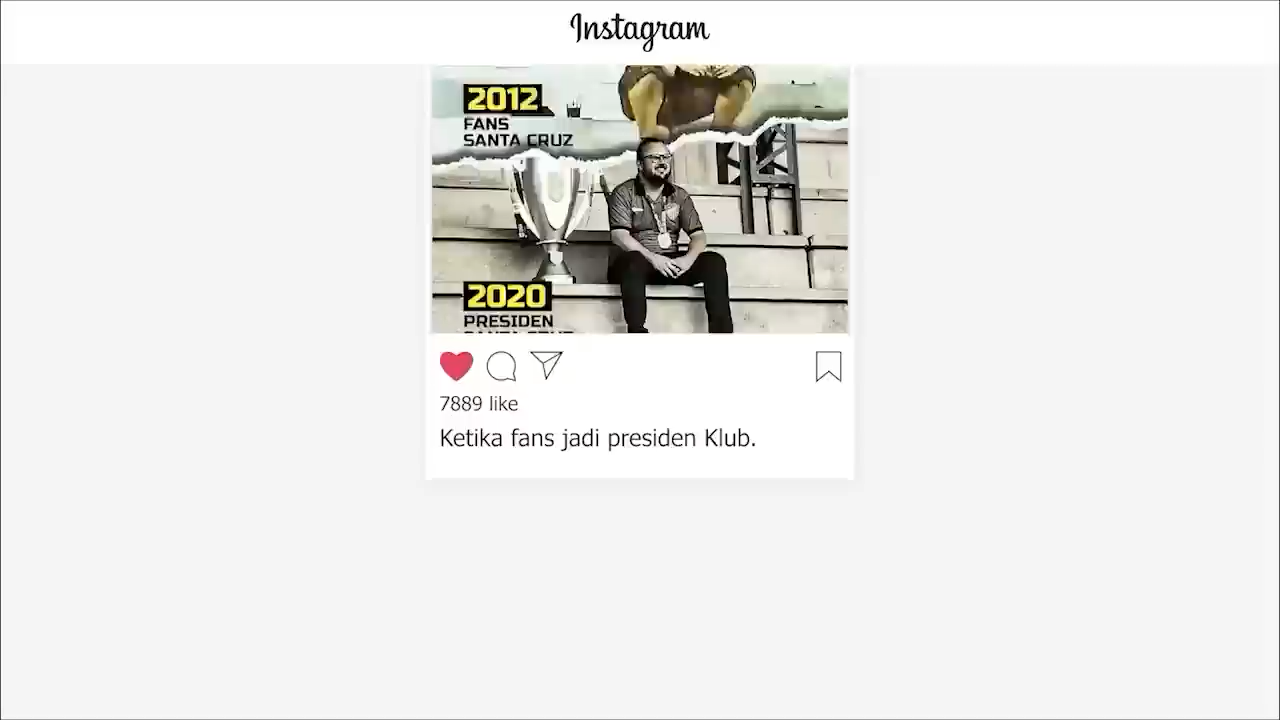 Instagram
2012
FANS
SANTA CRUZ
2020
PRESIDEN
7889 like
Ketika fans jadi presiden Klub.